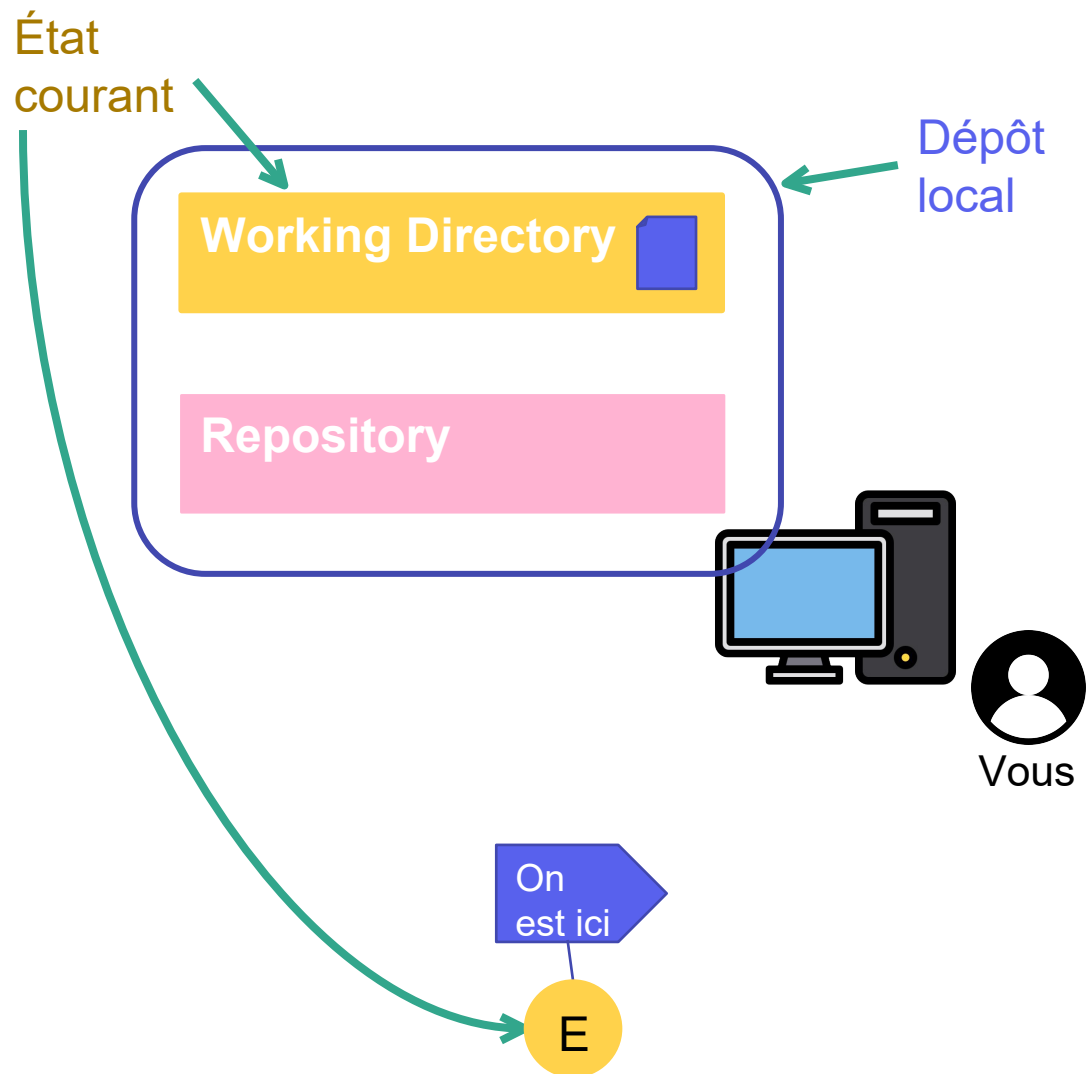 État
courant
Dépôt
local
Working Directory
Repository
Vous
On
est ici
E